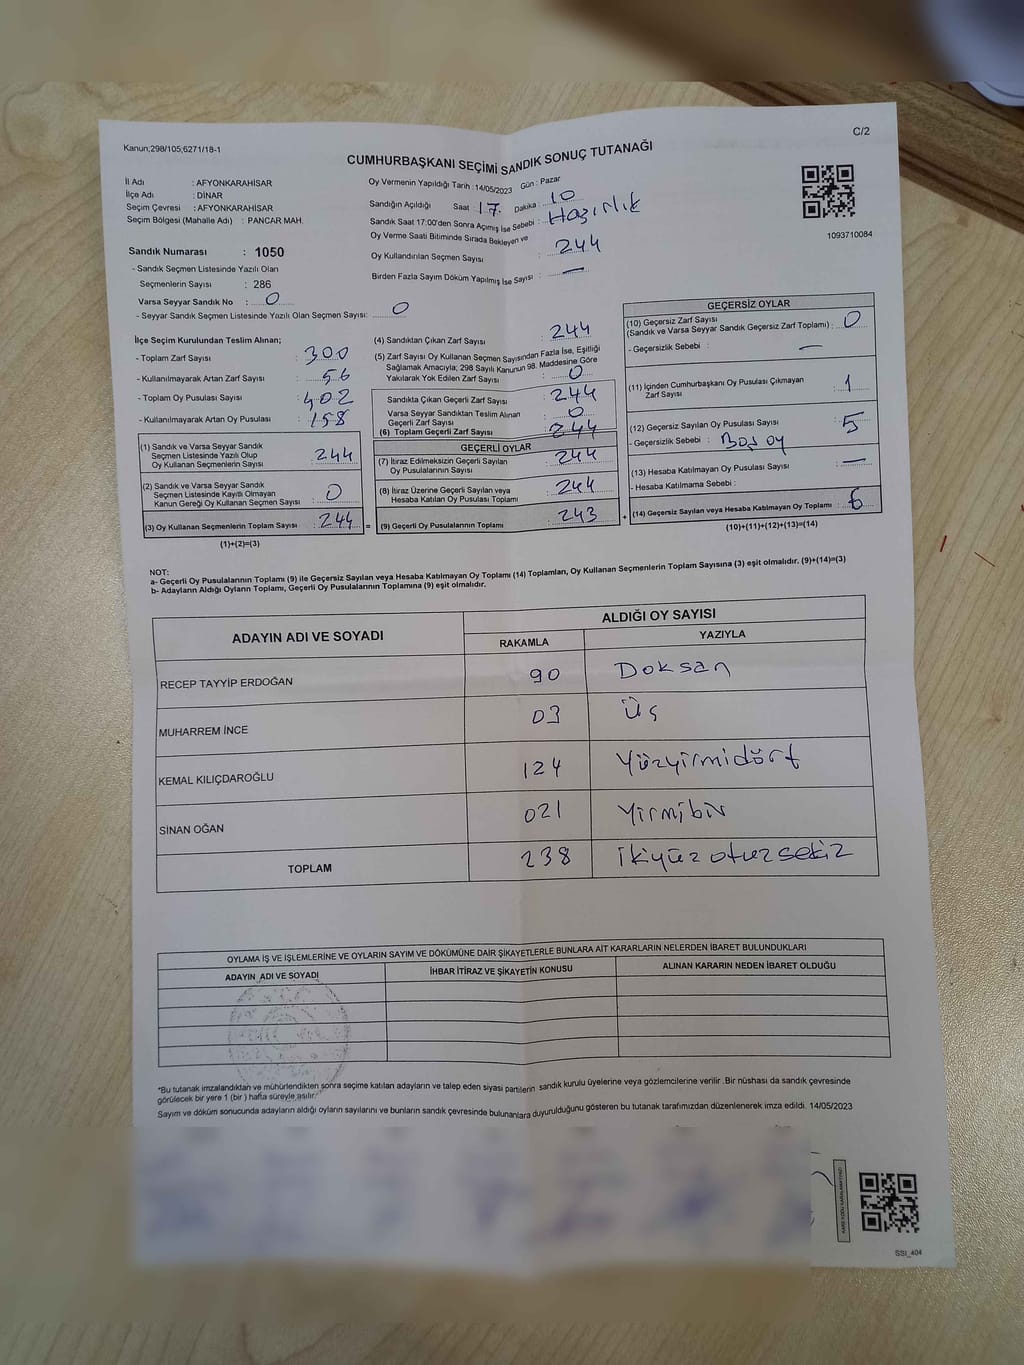 Kanun;298/105;6271/18-1
C/2
CUMHURBAŞKANI SEÇİMİ SANDIK SONUÇ TUTANAĞI
İl Adı : AFYONKARAHİSAR
İlçe Adı : DİNAR
Seçim Çevresi : AFYONKARAHİSAR
Seçim Bölgesi (Mahalle Adı) : PANCAR MAH.
Oy Vermenin Yapıldığı Tarih : 14/05/2023 Gün : Pazar
Sandığın Açıldığı Saat : 17. Dakika : 10
Sandık Saat 17:00'den Sonra Açımış İse Sebebi : Hazırlık
Oy Verme Saati Bitiminde Sırada Bekleyen ve
Oy Kullandırılan Seçmen Sayısı : 244
Birden Fazla Sayım Döküm Yapılmış İse Sayısı : —
1093710084
Sandık Numarası : 1050
- Sandık Seçmen Listesinde Yazılı Olan
Seçmenlerin Sayısı : 286
Varsa Seyyar Sandık No : 0
- Seyyar Sandık Seçmen Listesinde Yazılı Olan Seçmen Sayısı: 0
İlçe Seçim Kurulundan Teslim Alınan;
- Toplam Zarf Sayısı : 300
- Kullanılmayarak Artan Zarf Sayısı : 56
- Toplam Oy Pusulası Sayısı : 402
- Kullanılmayarak Artan Oy Pusulası : 158
(1) Sandık ve Varsa Seyyar Sandık
Seçmen Listesinde Yazılı Olup
Oy Kullanan Seçmenlerin Sayısı : 244
(2) Sandık ve Varsa Seyyar Sandık
Seçmen Listesinde Kayıtlı Olmayan
Kanun Gereği Oy Kullanan Seçmen Sayısı : 0
(3) Oy Kullanan Seçmenlerin Toplam Sayısı : 244 =
(1)+(2)=(3)
(4) Sandıktan Çıkan Zarf Sayısı : 244
(5) Zarf Sayısı Oy Kullanan Seçmen Sayısından Fazla İse, Eşitliği
Sağlamak Amacıyla; 298 Sayılı Kanunun 98. Maddesine Göre
Yakılarak Yok Edilen Zarf Sayısı : 0
Sandıkta Çıkan Geçerli Zarf Sayısı : 244
Varsa Seyyar Sandıktan Teslim Alınan
Geçerli Zarf Sayısı : 0
(6) Toplam Geçerli Zarf Sayısı : 244
GEÇERLİ OYLAR
(7) İtiraz Edilmeksizin Geçerli Sayılan
Oy Pusulalarının Sayısı : 244
(8) İtiraz Üzerine Geçerli Sayılan veya
Hesaba Katılan Oy Pusulası Toplamı : 244
(9) Geçerli Oy Pusulalarının Toplamı : 243 +
GEÇERSİZ OYLAR
(10) Geçersiz Zarf Sayısı
(Sandık ve Varsa Seyyar Sandık Geçersiz Zarf Toplamı) : 0
- Geçersizlik Sebebi : —
(11) İçinden Cumhurbaşkanı Oy Pusulası Çıkmayan
Zarf Sayısı : 1
(12) Geçersiz Sayılan Oy Pusulası Sayısı : 5
- Geçersizlik Sebebi : Boş oy
(13) Hesaba Katılmayan Oy Pusulası Sayısı : —
- Hesaba Katılmama Sebebi :
(14) Geçersiz Sayılan veya Hesaba Katılmayan Oy Toplamı : 6
(10)+(11)+(12)+(13)=(14)
NOT:
a- Geçerli Oy Pusulalarının Toplamı (9) ile Geçersiz Sayılan veya Hesaba Katılmayan Oy Toplamı (14) Toplamları, Oy Kullanan Seçmenlerin Toplam Sayısına (3) eşit olmalıdır. (9)+(14)=(3)
b- Adayların Aldığı Oyların Toplamı, Geçerli Oy Pusulalarının Toplamına (9) eşit olmalıdır.
ADAYIN ADI VE SOYADI
ALDIĞI OY SAYISI
RAKAMLA YAZIYLA
RECEP TAYYİP ERDOĞAN 90 Doksan
MUHARREM İNCE 03 Üç
KEMAL KILIÇDAROĞLU 124 Yüzyirmidört
SİNAN OĞAN 021 Yirmibir
TOPLAM 238 İkiyüz otuz sekiz
OYLAMA İŞ VE İŞLEMLERİNE VE OYLARIN SAYIM VE DÖKÜMÜNE DAİR ŞİKAYETLERLE BUNLARA AİT KARARLARIN NELERDEN İBARET BULUNDUKLARI
ADAYIN ADI VE SOYADI İHBAR İTİRAZ VE ŞİKAYETİN KONUSU ALINAN KARARIN NEDEN İBARET OLDUĞU
*Bu tutanak imzalandıktan ve mühürlendikten sonra seçime katılan adayların ve talep eden siyasi partilerin sandık kurulu üyelerine veya gözlemcilerine verilir. Bir nüshası da sandık çevresinde
görülecek bir yere 1 (bir) hafta süreyle asılır.
Sayım ve döküm sonucunda adayların aldığı oyların sayılarını ve bunların sandık çevresinde bulunanlara duyurulduğunu gösteren bu tutanak tarafımızdan düzenlenerek imza edildi. 14/05/2023
SSI_404